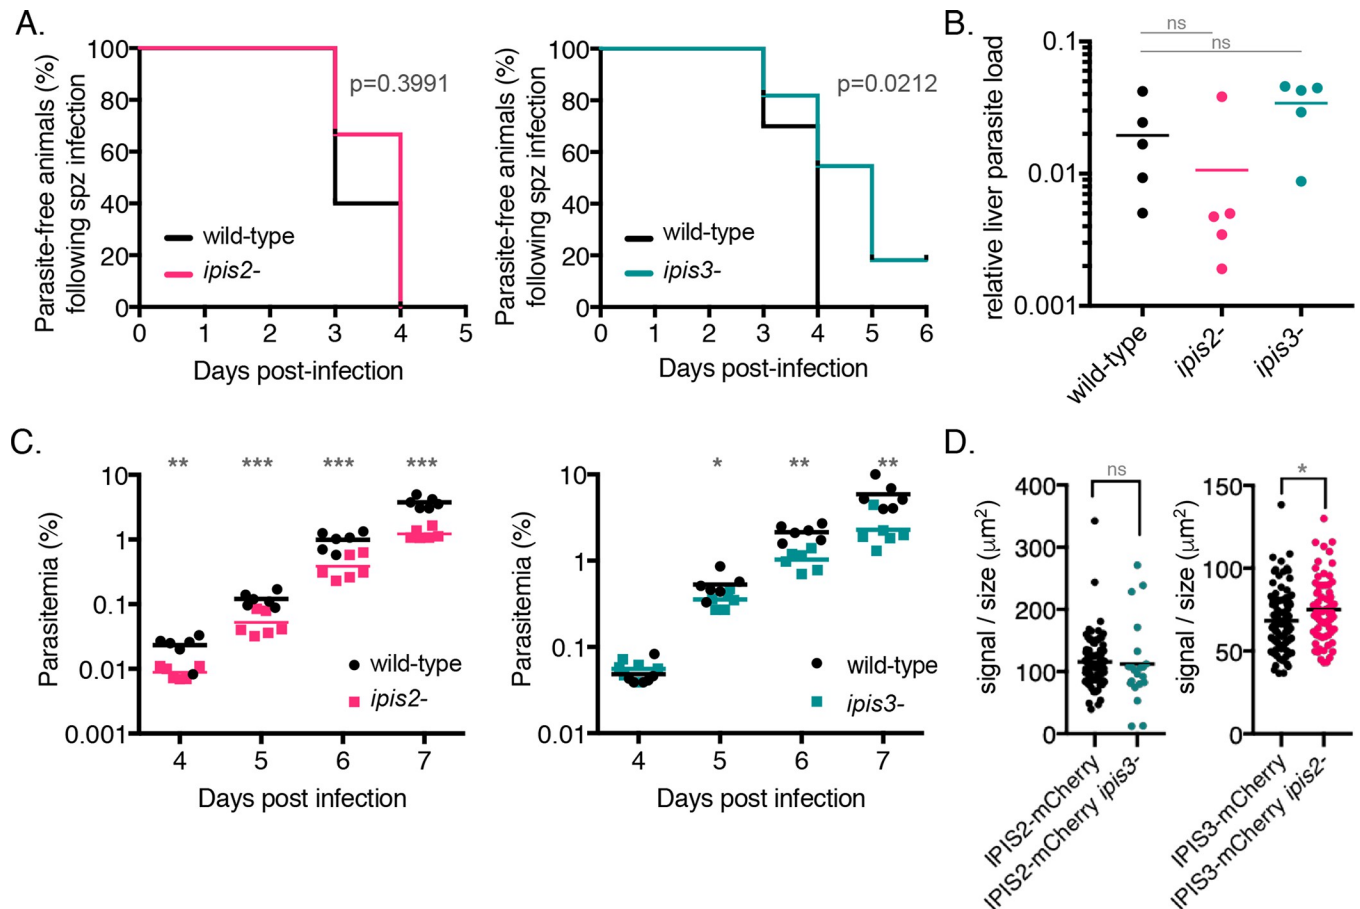 A.
Parasite-free animals (%)
following spz infection
100
80
60
40
20
0
p=0.3991
wild-type
ipis2-
0 1 2 3 4 5
Days post-infection
Parasite-free animals (%)
following spz infection
100
80
60
40
20
0
p=0.0212
wild-type
ipis3-
0 1 2 3 4 5 6
Days post-infection
B.
relative liver parasite load
ns
ns
0.1
0.01
0.001
wild-type
ipis2-
ipis3-
C.
Parasitemia (%)
10
1
0.1
0.01
0.001
** *** *** ***
wild-type
ipis2-
4 5 6 7
Days post infection
Parasitemia (%)
10
1
0.1
0.01
* ** **
wild-type
ipis3-
4 5 6 7
Days post infection
D.
signal / size (μm²)
ns
400
300
200
100
0
IPIS2-mCherry
IPIS2-mCherry ipis3-
signal / size (μm²)
*
150
100
50
0
IPIS3-mCherry
IPIS3-mCherry ipis2-